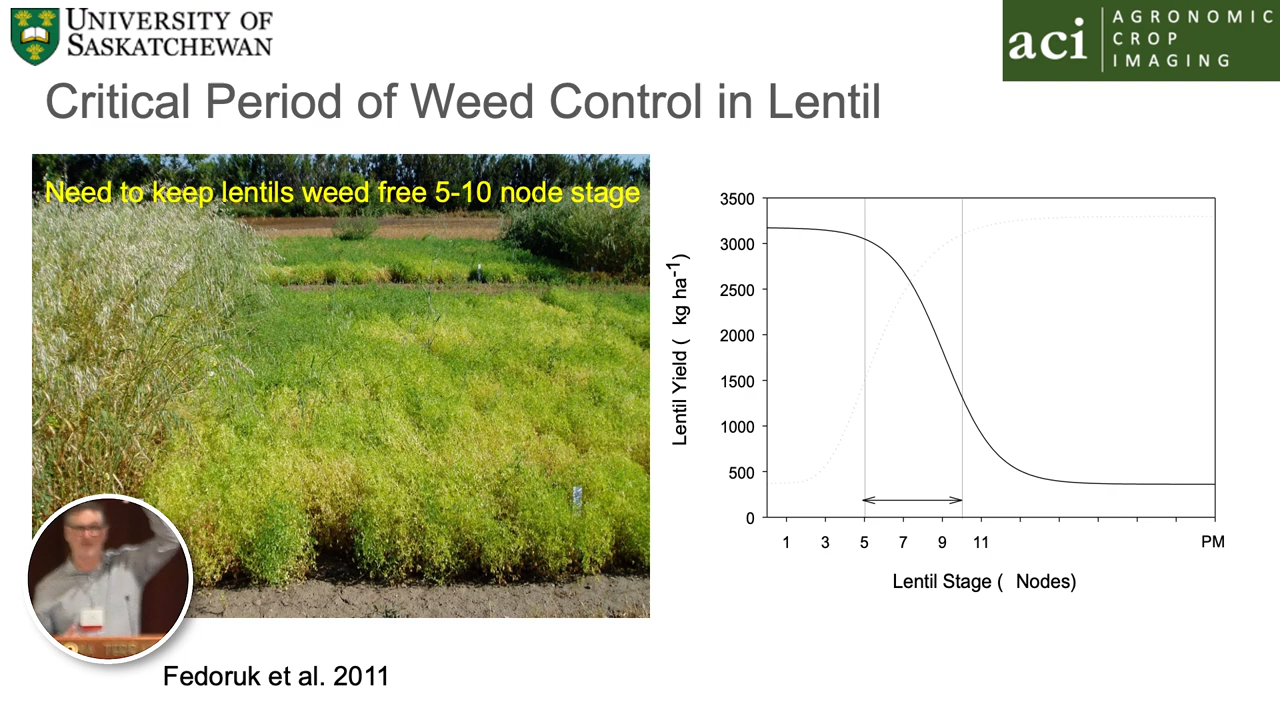 UNIVERSITY OF
SASKATCHEWAN
aci
AGRONOMIC
CROP
IMAGING
Critical Period of Weed Control in Lentil
Need to keep lentils weed free 5-10 node stage
3500
3000
2500
2000
1500
1000
500
0
Lentil Yield ( kg ha-1)
1 3 5 7 9 11 PM
Lentil Stage ( Nodes)
Fedoruk et al. 2011